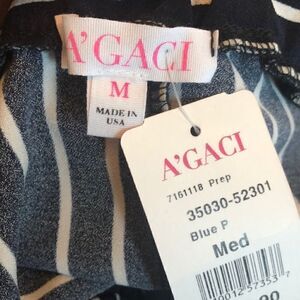 A'GACI
M
MADE IN
USA
A'GACI
7161118 Prep
35030-52301
Blue P
Med